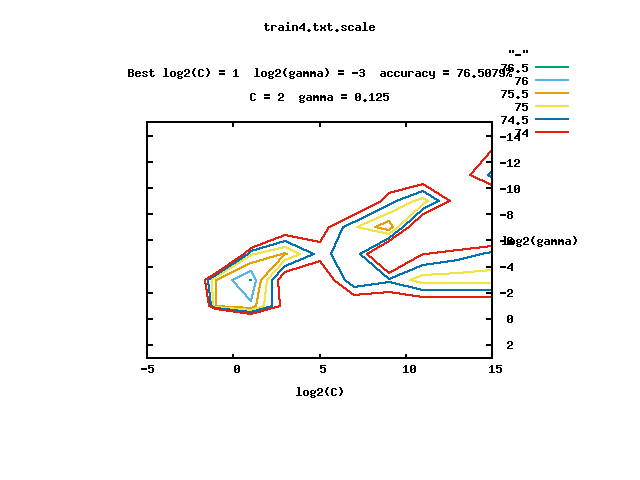 train4.txt.scale
"-"
Best log2(C) = 1  log2(gamma) = -3  accuracy = 76.5079%
76.5
76
C = 2  gamma = 0.125
75.5
75
74.5
74
-14
-12
-10
-8
-6
log2(gamma)
-4
-2
0
2
-5 0 5 10 15
log2(C)